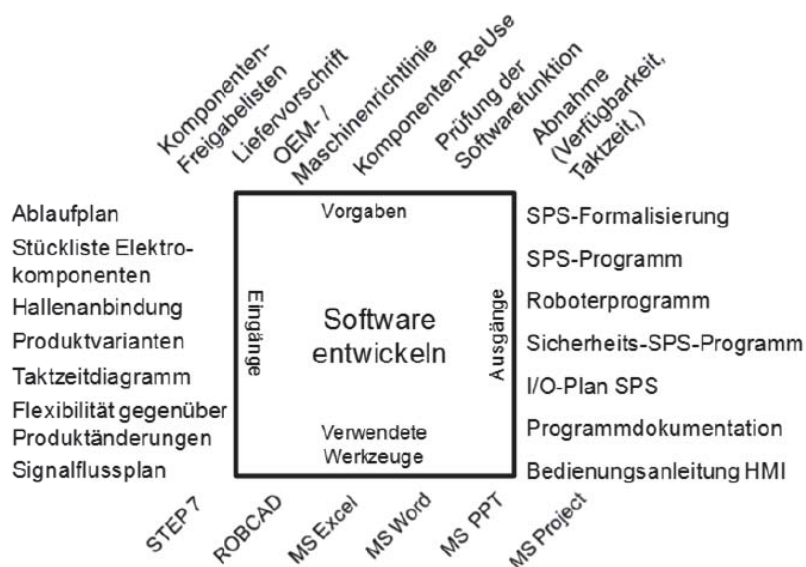 Komponenten-
Freigabelisten
Liefervorschrift
OEM- /
Maschinenrichtlinie
Komponenten-ReUse
Prüfung der
Softwarefunktion
Abnahme
(Verfügbarkeit,
Taktzeit,)
Ablaufplan
Stückliste Elektro-
komponenten
Hallenanbindung
Produktvarianten
Taktzeitdiagramm
Flexibilität gegenüber
Produktänderungen
Signalflussplan
Vorgaben
Eingänge
Software
entwickeln
Ausgänge
Verwendete
Werkzeuge
SPS-Formalisierung
SPS-Programm
Roboterprogramm
Sicherheits-SPS-Programm
I/O-Plan SPS
Programmdokumentation
Bedienungsanleitung HMI
STEP 7
ROBCAD
MS Excel
MS Word
MS PPT
MS Project